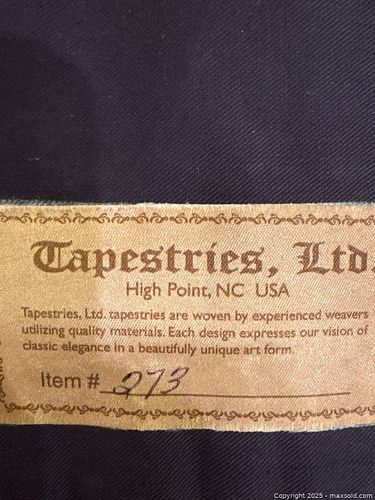 Tapestries, Ltd.
High Point, NC USA
Tapestries, Ltd. tapestries are woven by experienced weavers
utilizing quality materials. Each design expresses our vision of
classic elegance in a beautifully unique art form.
Item # 273
Copyright 2025 - maxsold.com